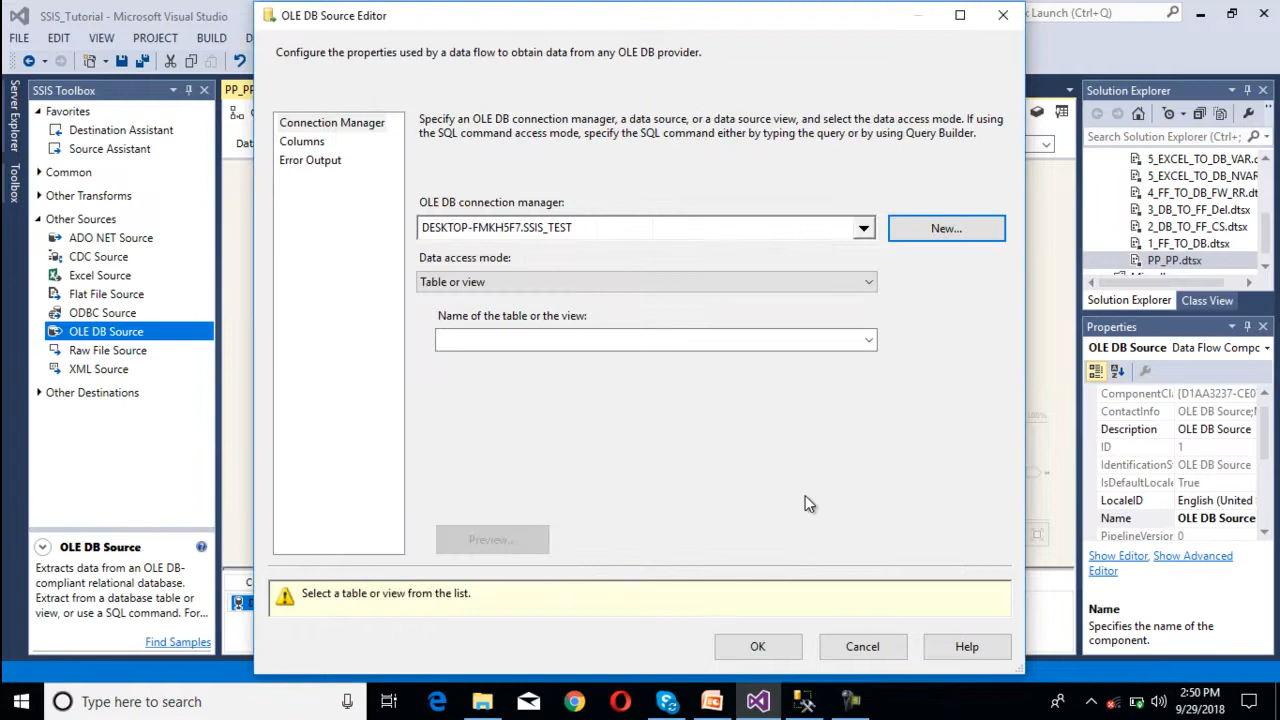 SSIS_Tutorial - Microsoft Visual Studio
OLE DB Source Editor
Launch (Ctrl+Q)
FILE EDIT VIEW PROJECT BUILD
Configure the properties used by a data flow to obtain data from any OLE DB provider.
Server Explorer
Toolbox
SSIS Toolbox
Favorites
Destination Assistant
Source Assistant
Common
Other Transforms
Other Sources
ADO NET Source
CDC Source
Excel Source
Flat File Source
ODBC Source
OLE DB Source
Raw File Source
XML Source
Other Destinations
OLE DB Source
Extracts data from an OLE DB-
compliant relational database.
Extract from a database table or
view, or use a SQL command. For...
Find Samples
Connection Manager
Columns
Error Output
Specify an OLE DB connection manager, a data source, or a data source view, and select the data access mode. If using
the SQL command access mode, specify the SQL command either by typing the query or by using Query Builder.
OLE DB connection manager:
DESKTOP-FMKH5F7.SSIS_TEST
New...
Data access mode:
Table or view
Name of the table or the view:
Preview...
Select a table or view from the list.
OK Cancel Help
Solution Explorer
Search Solution Explorer (Ctrl+;
5_EXCEL_TO_DB_VAR.d
5_EXCEL_TO_DB_NVAR
4_FF_TO_DB_FW_RR.dt
3_DB_TO_FF_Del.dtsx
2_DB_TO_FF_CS.dtsx
1_FF_TO_DB.dtsx
PP_PP.dtsx
Solution Explorer Class View
Properties
OLE DB Source Data Flow Compc
ComponentCla {D1AA3237-CE0
ContactInfo OLE DB Source;M
Description OLE DB Source
ID 1
IdentificationSt OLE DB Source
IsDefaultLocale True
LocaleID English (United
Name OLE DB Source
PipelineVersion 0
Show Editor, Show Advanced
Editor
Name
Specifies the name of the
component.
Type here to search
2:50 PM
9/29/2018